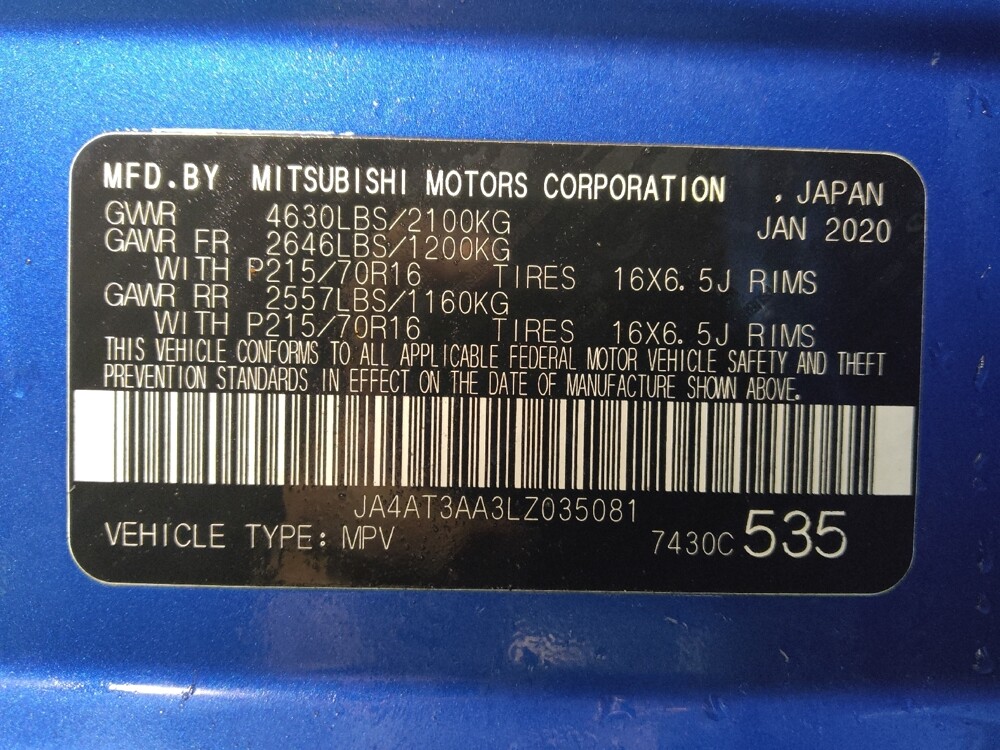 MFD.BY MITSUBISHI MOTORS CORPORATION , JAPAN
GVWR 4630LBS/2100KG JAN 2020
GAWR FR 2646LBS/1200KG
WITH P215/70R16 TIRES 16X6.5J RIMS
GAWR RR 2557LBS/1160KG
WITH P215/70R16 TIRES 16X6.5J RIMS
THIS VEHICLE CONFORMS TO ALL APPLICABLE FEDERAL MOTOR VEHICLE SAFETY AND THEFT
PREVENTION STANDARDS IN EFFECT ON THE DATE OF MANUFACTURE SHOWN ABOVE.
JA4AT3AA3LZ035081
VEHICLE TYPE: MPV 7430C 535